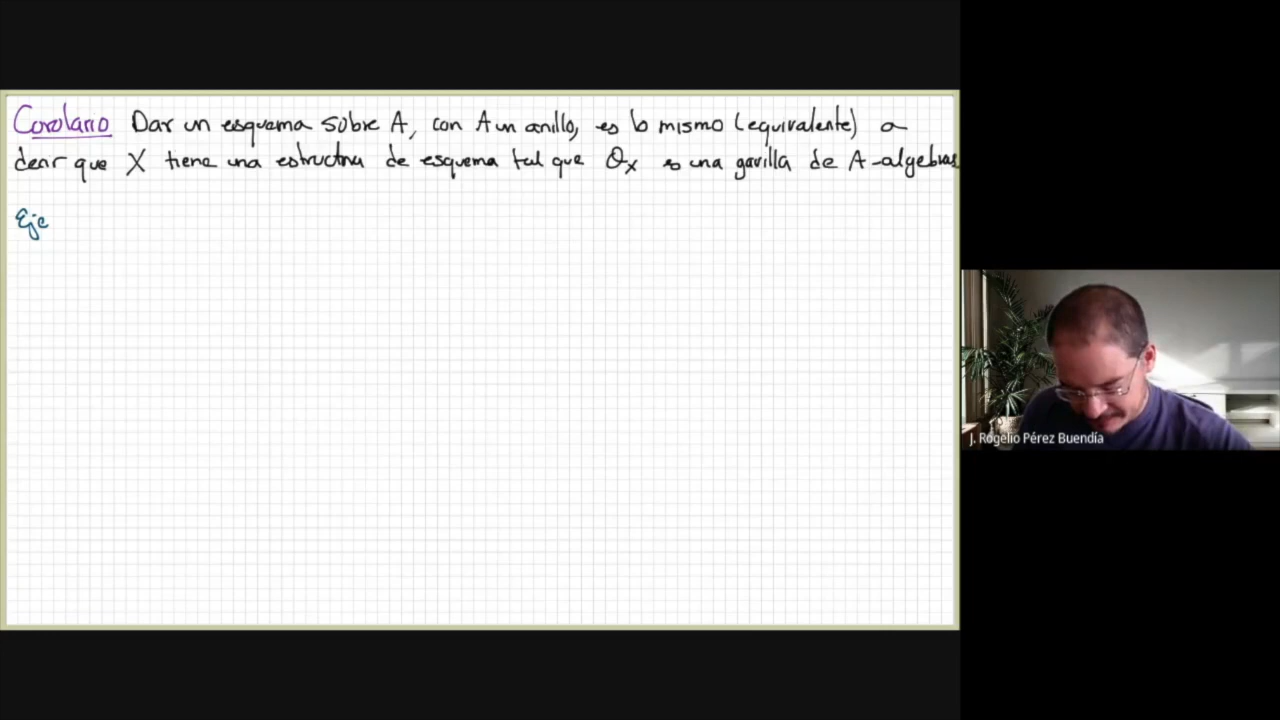 Corolario Dar un esquema sobre A, con A un anillo, es lo mismo (equivalente) a
decir que X tiene una estructura de esquema tal que O_X es una gavilla de A-algebras
Eje
J. Rogelio Pérez Buendía